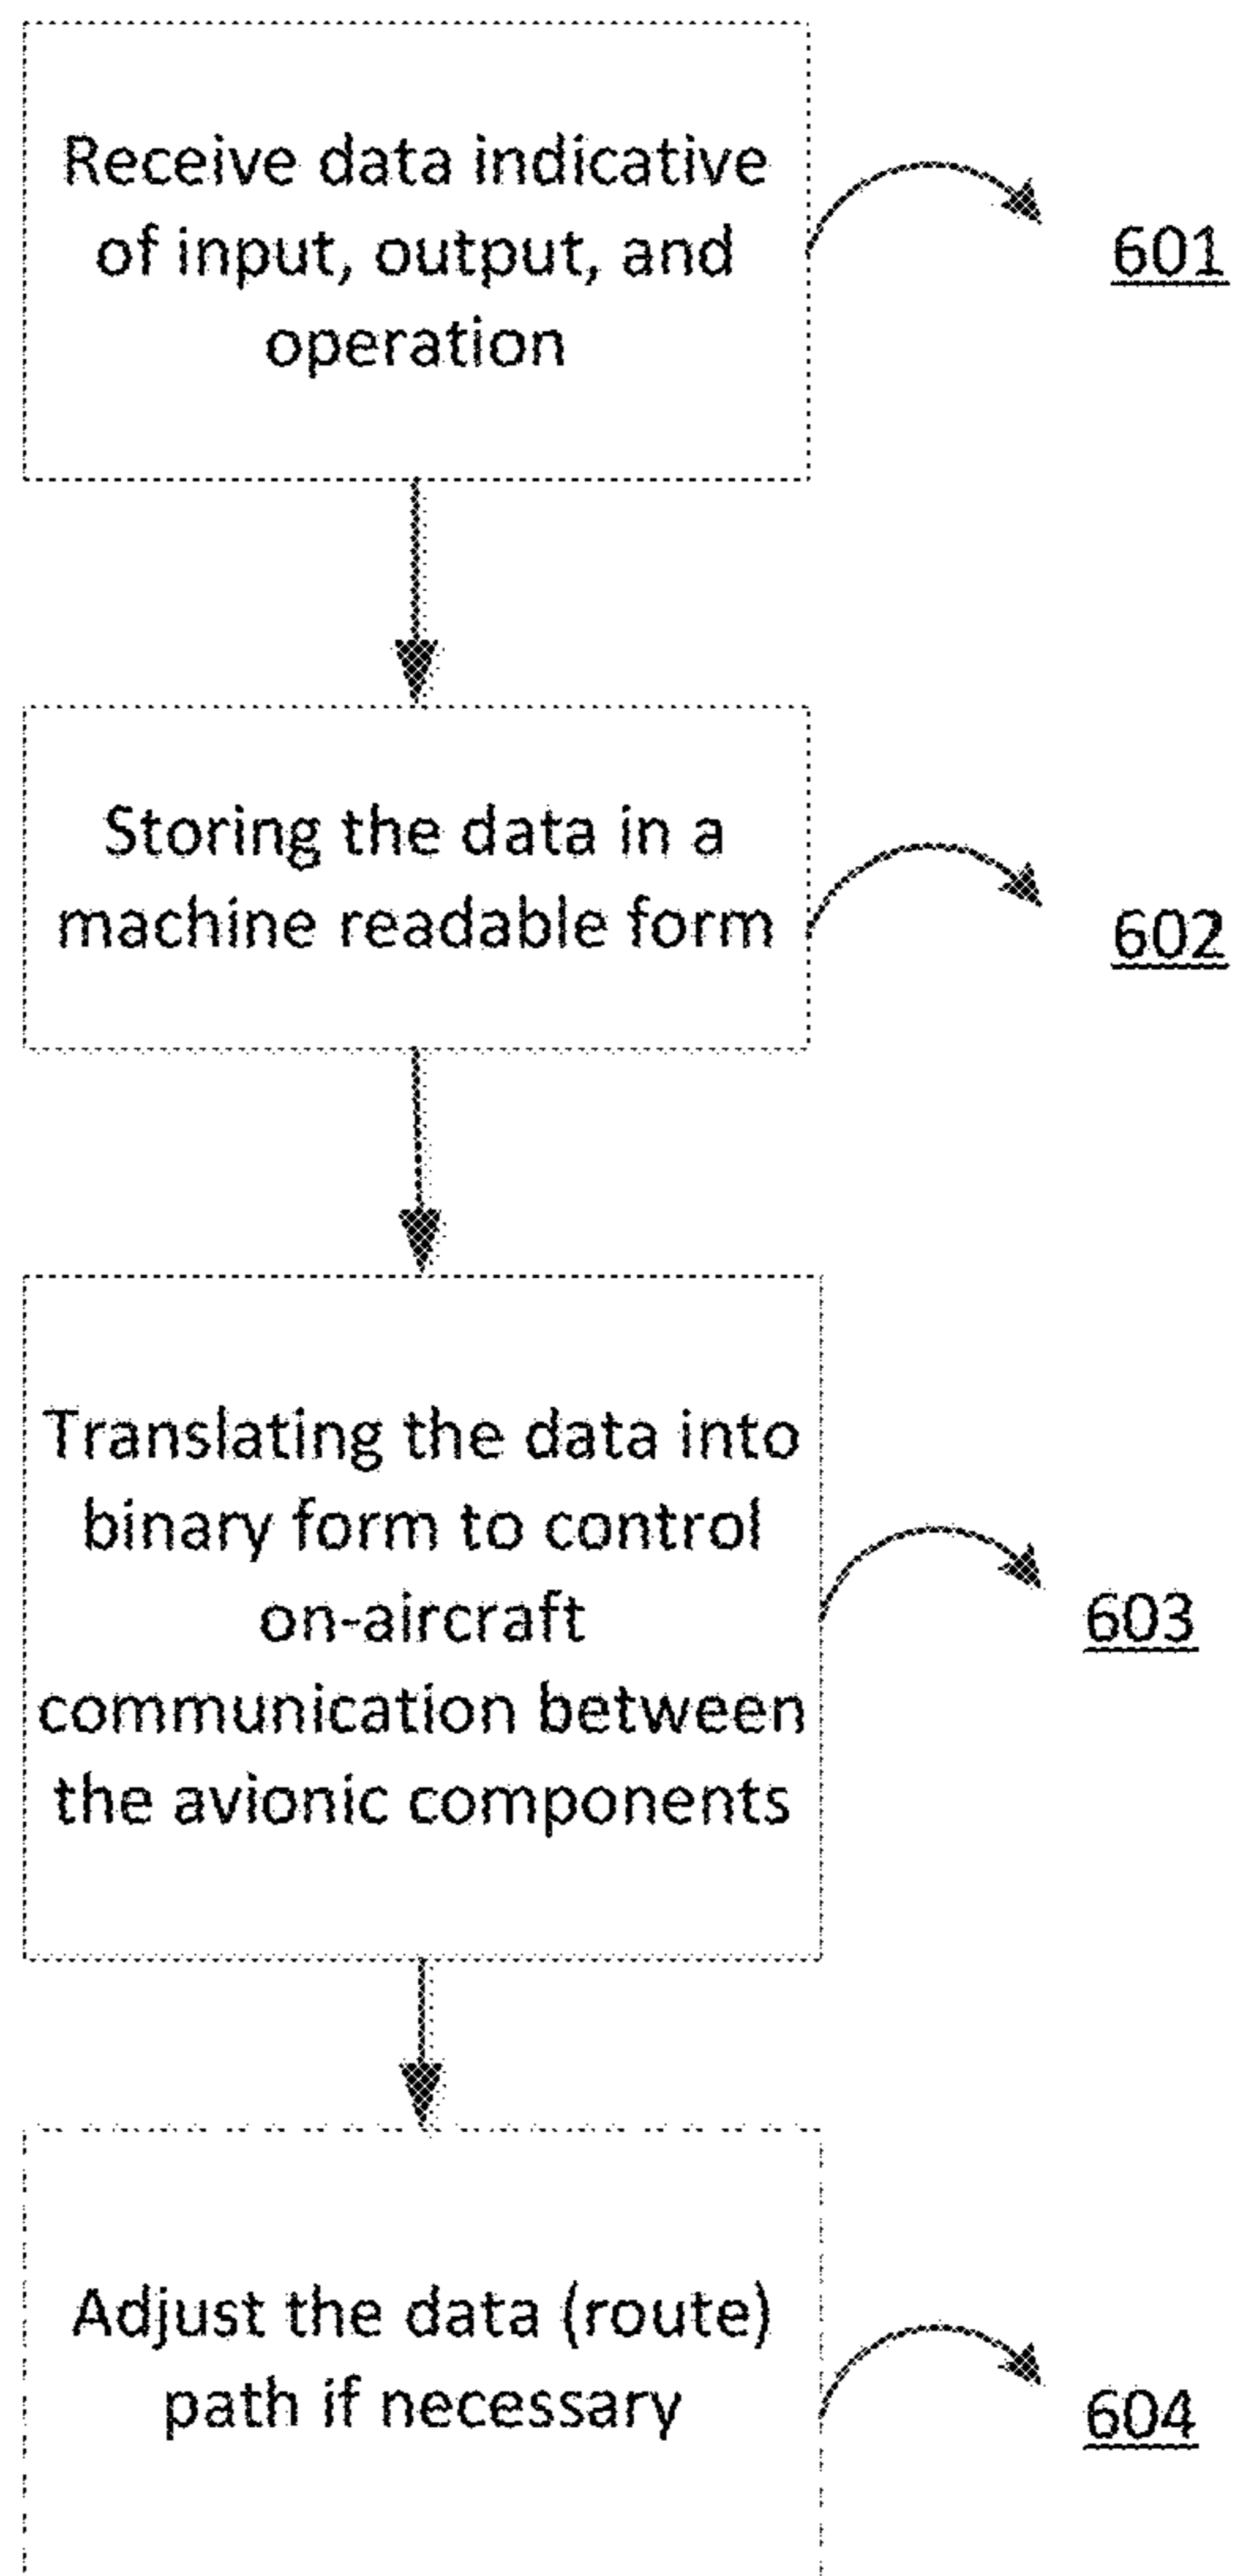 Receive data indicative
of input, output, and
operation
601
Storing the data in a
machine readable form
602
Translating the data into
binary form to control
on-aircraft
communication between
the avionic components
603
Adjust the data (route)
path if necessary
604